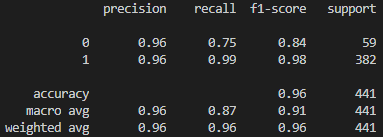 precision recall f1-score support
0 0.96 0.75 0.84 59
1 0.96 0.99 0.98 382
accuracy 0.96 441
macro avg 0.96 0.87 0.91 441
weighted avg 0.96 0.96 0.96 441